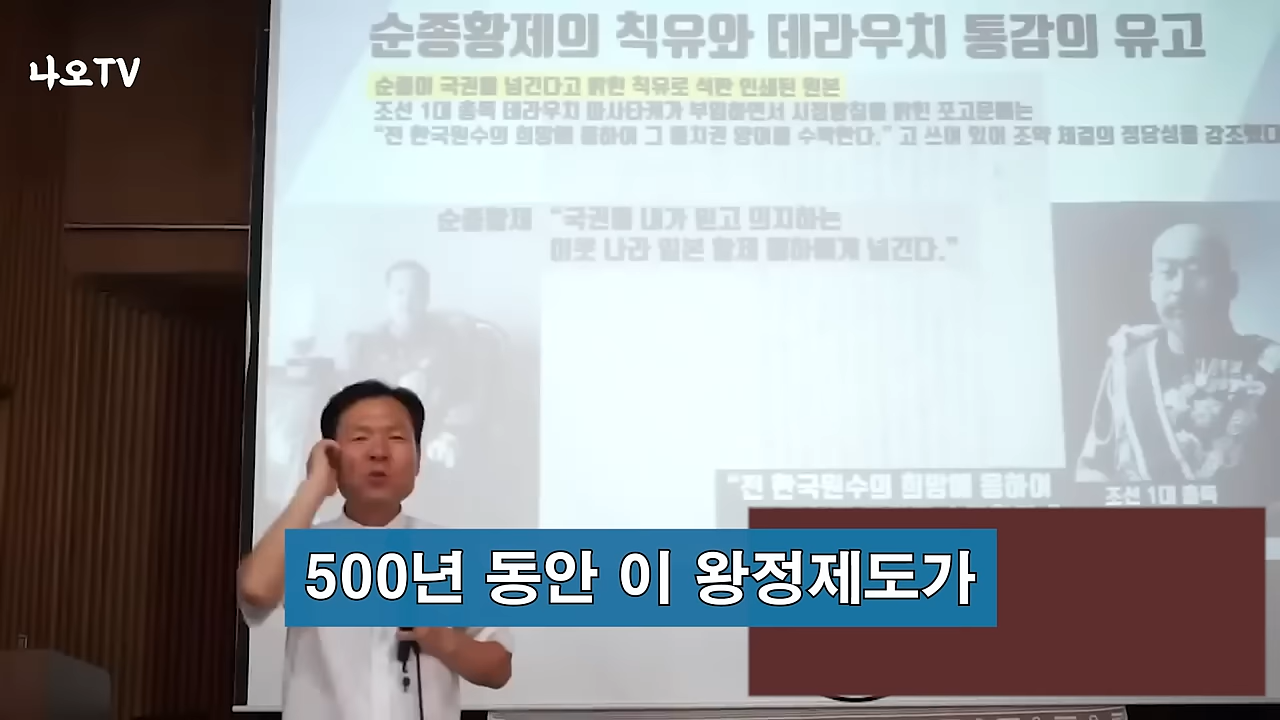 나오TV
순종황제의 칙유와 데라우치 통감의 유고
순종이 국권을 넘긴다고 밝힌 칙유로 석판 인쇄된 원본
조선 1대 총독 테라우치 마사타케가 부임하면서 시정방침을 밝힌 포고문에는
“전 한국원수의 희망에 응하여 그 통치권 양여를 수락한다.” 고 쓰여 있어 조약 체결의 정당성을 강조했다
순종황제 “국권을 내가 믿고 의지하는
이웃 나라 일본 황제 폐하에게 넘긴다.”
“전 한국원수의 희망에 응하여
조선 1대 총독
500년 동안 이 왕정제도가